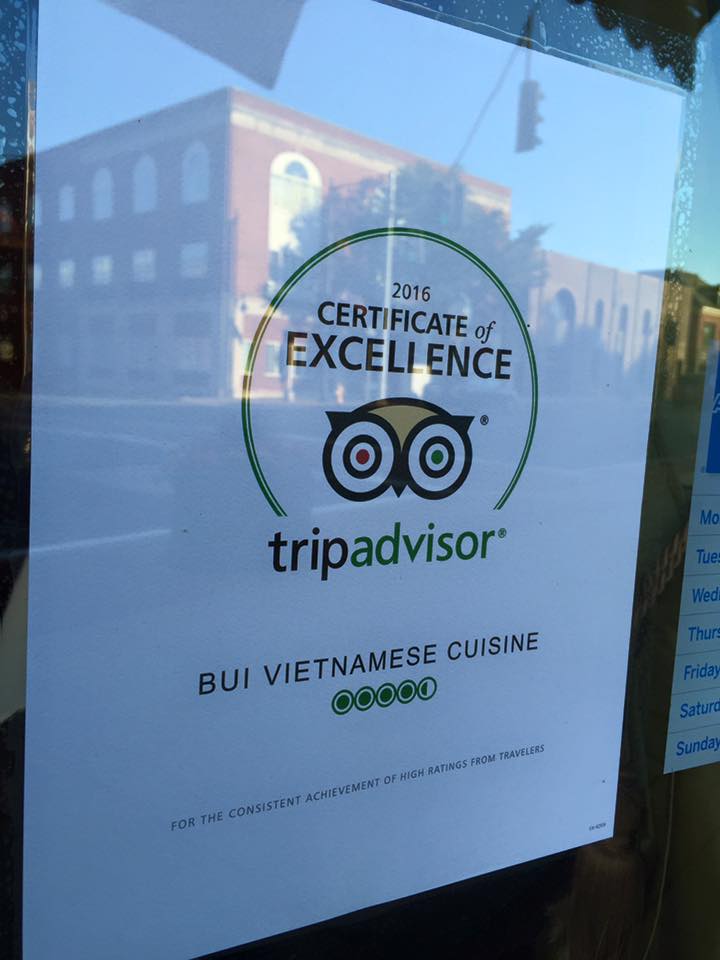 2016
CERTIFICATE of
EXCELLENCE
®
tripadvisor®
BUI VIETNAMESE CUISINE
FOR THE CONSISTENT ACHIEVEMENT OF HIGH RATINGS FROM TRAVELERS
Mo
Tues
Wed
Thurs
Friday
Saturd
Sunday